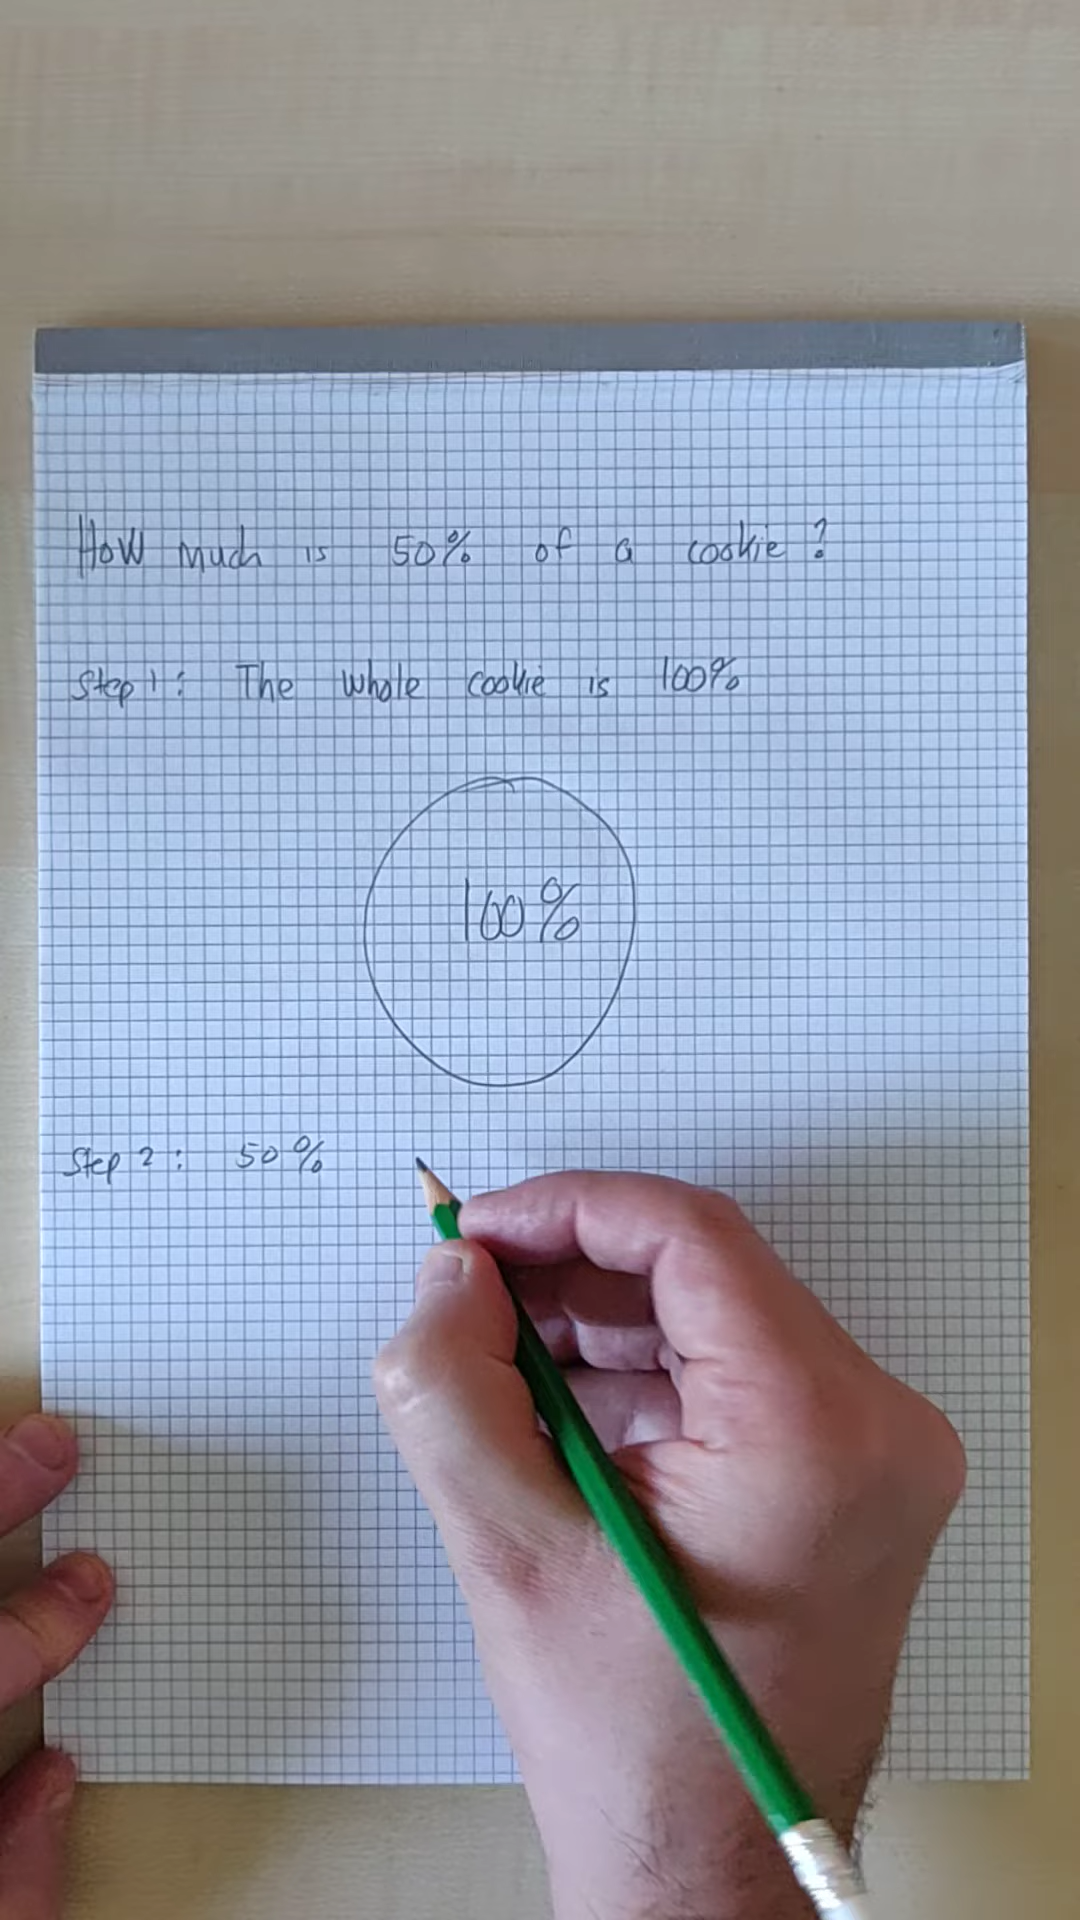 How much is 50% of a cookie?
Step 1: The whole cookie is 100%
100%
Step 2: 50%